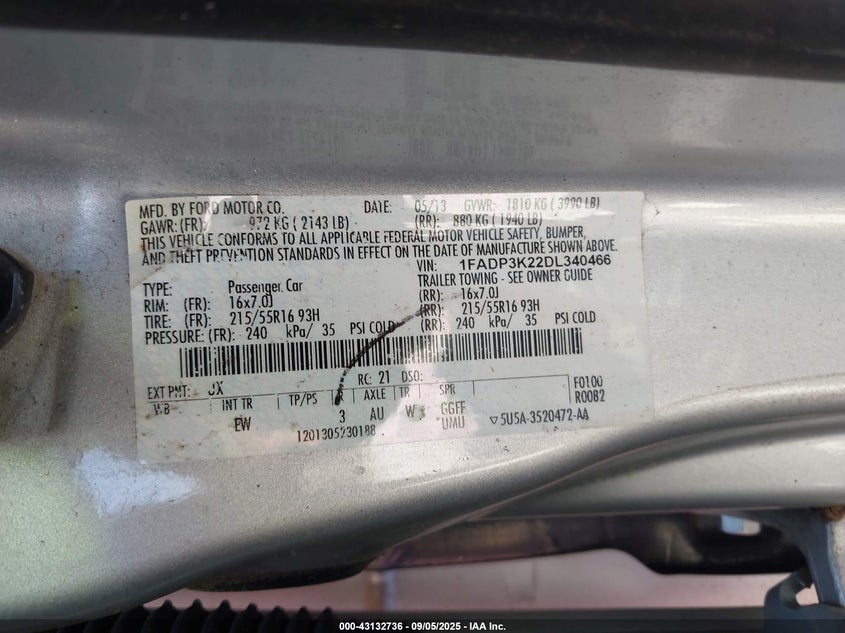 MFD. BY FORD MOTOR CO. DATE: 05/13 GVWR: 1810 KG ( 3990 LB)
GAWR: (FR): 972 KG ( 2143 LB) (RR): 880 KG ( 1940 LB)
THIS VEHICLE CONFORMS TO ALL APPLICABLE FEDERAL MOTOR VEHICLE SAFETY, BUMPER,
AND THEFT PREVENTION STANDARDS IN EFFECT ON THE DATE OF MANUFACTURE SHOWN ABOVE.
VIN: 1FADP3K22DL340466
TYPE: Passenger Car TRAILER TOWING - SEE OWNER GUIDE
RIM: (FR): 16x7.0J (RR): 16x7.0J
TIRE: (FR): 215/55R16 93H (RR): 215/55R16 93H
PRESSURE: (FR): 240 kPa/ 35 PSI COLD (RR): 240 kPa/ 35 PSI COLD
EXT PNT: UX RC: 21 DSO: F0100
WB INT TR TP/PS R AXLE TR SPR R0082
EW 3 AU W GGFF
UMU ▽5U5A-3520472-AA
1201305230188
000-43132736 - 09/05/2025 - IAA Inc.